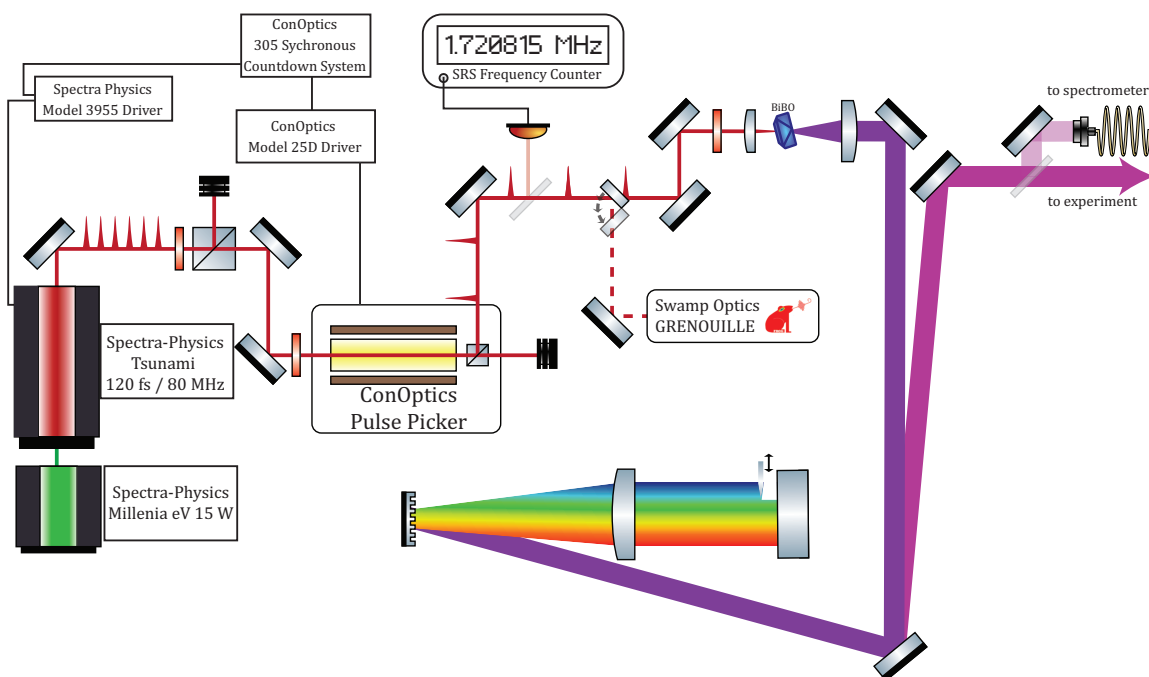 ConOptics
305 Sychronous
Countdown System
Spectra Physics
Model 3955 Driver
ConOptics
Model 25D Driver
1.720815 MHz
SRS Frequency Counter
BiBO
to spectrometer
to experiment
Swamp Optics
GRENOUILLE
Spectra-Physics
Tsunami
120 fs / 80 MHz
ConOptics
Pulse Picker
Spectra-Physics
Millenia eV 15 W